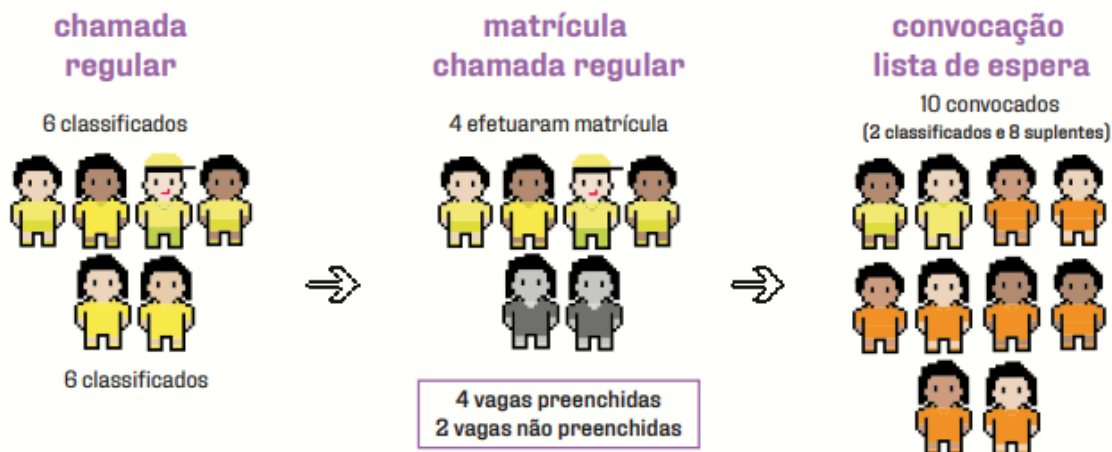 chamada
regular
6 classificados
6 classificados
matrícula
chamada regular
4 efetuaram matrícula
4 vagas preenchidas
2 vagas não preenchidas
convocação
lista de espera
10 convocados
(2 classificados e 8 suplentes)